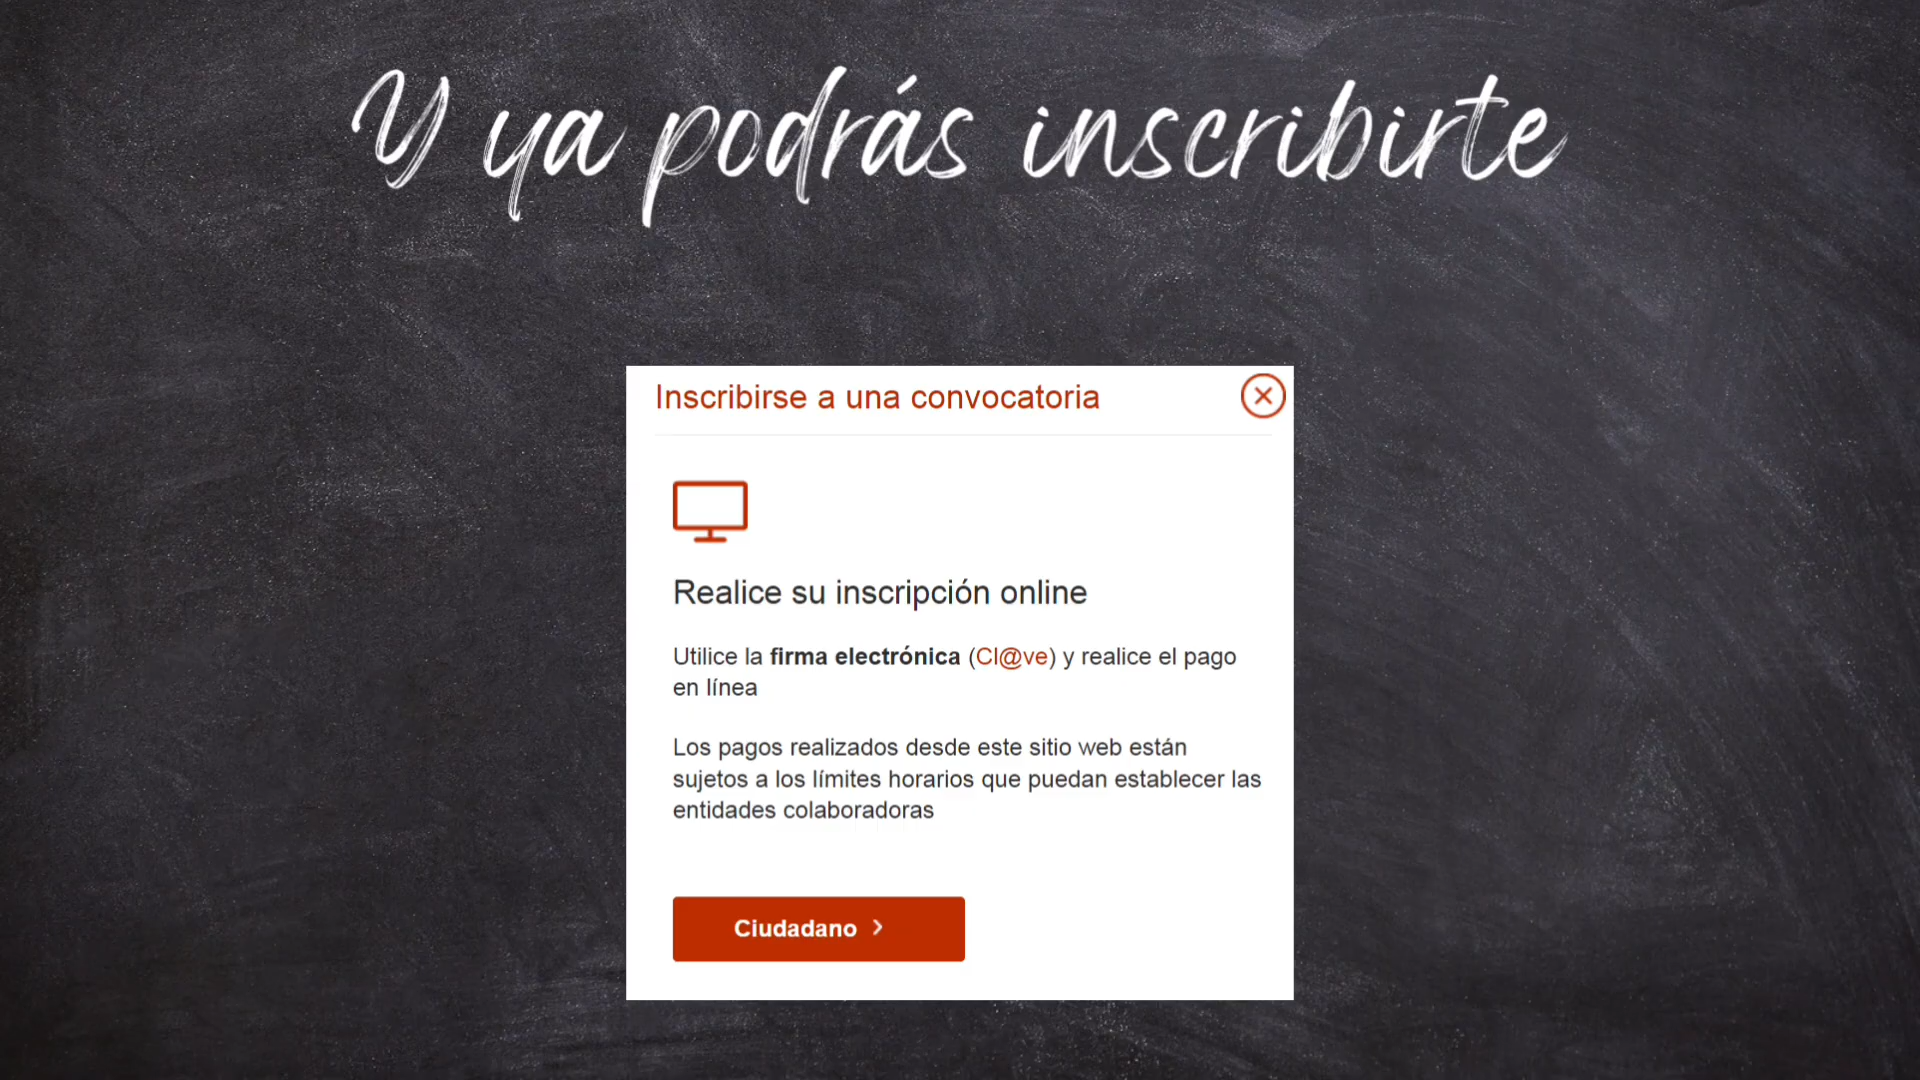 Y ya podrás inscribirte
Inscribirse a una convocatoria
Realice su inscripción online
Utilice la firma electrónica (Cl@ve) y realice el pago
en línea
Los pagos realizados desde este sitio web están
sujetos a los límites horarios que puedan establecer las
entidades colaboradoras
Ciudadano